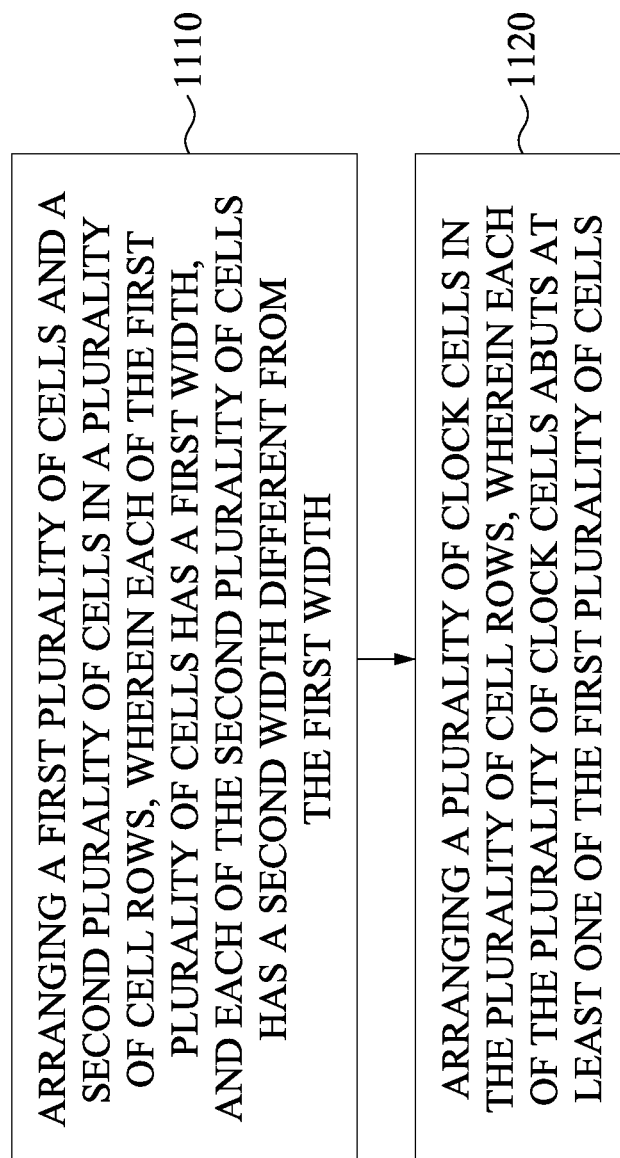 ARRANGING A FIRST PLURALITY OF CELLS AND A
SECOND PLURALITY OF CELLS IN A PLURALITY
OF CELL ROWS, WHEREIN EACH OF THE FIRST
PLURALITY OF CELLS HAS A FIRST WIDTH,
AND EACH OF THE SECOND PLURALITY OF CELLS
HAS A SECOND WIDTH DIFFERENT FROM
THE FIRST WIDTH
1110
ARRANGING A PLURALITY OF CLOCK CELLS IN
THE PLURALITY OF CELL ROWS, WHEREIN EACH
OF THE PLURALITY OF CLOCK CELLS ABUTS AT
LEAST ONE OF THE FIRST PLURALITY OF CELLS
1120